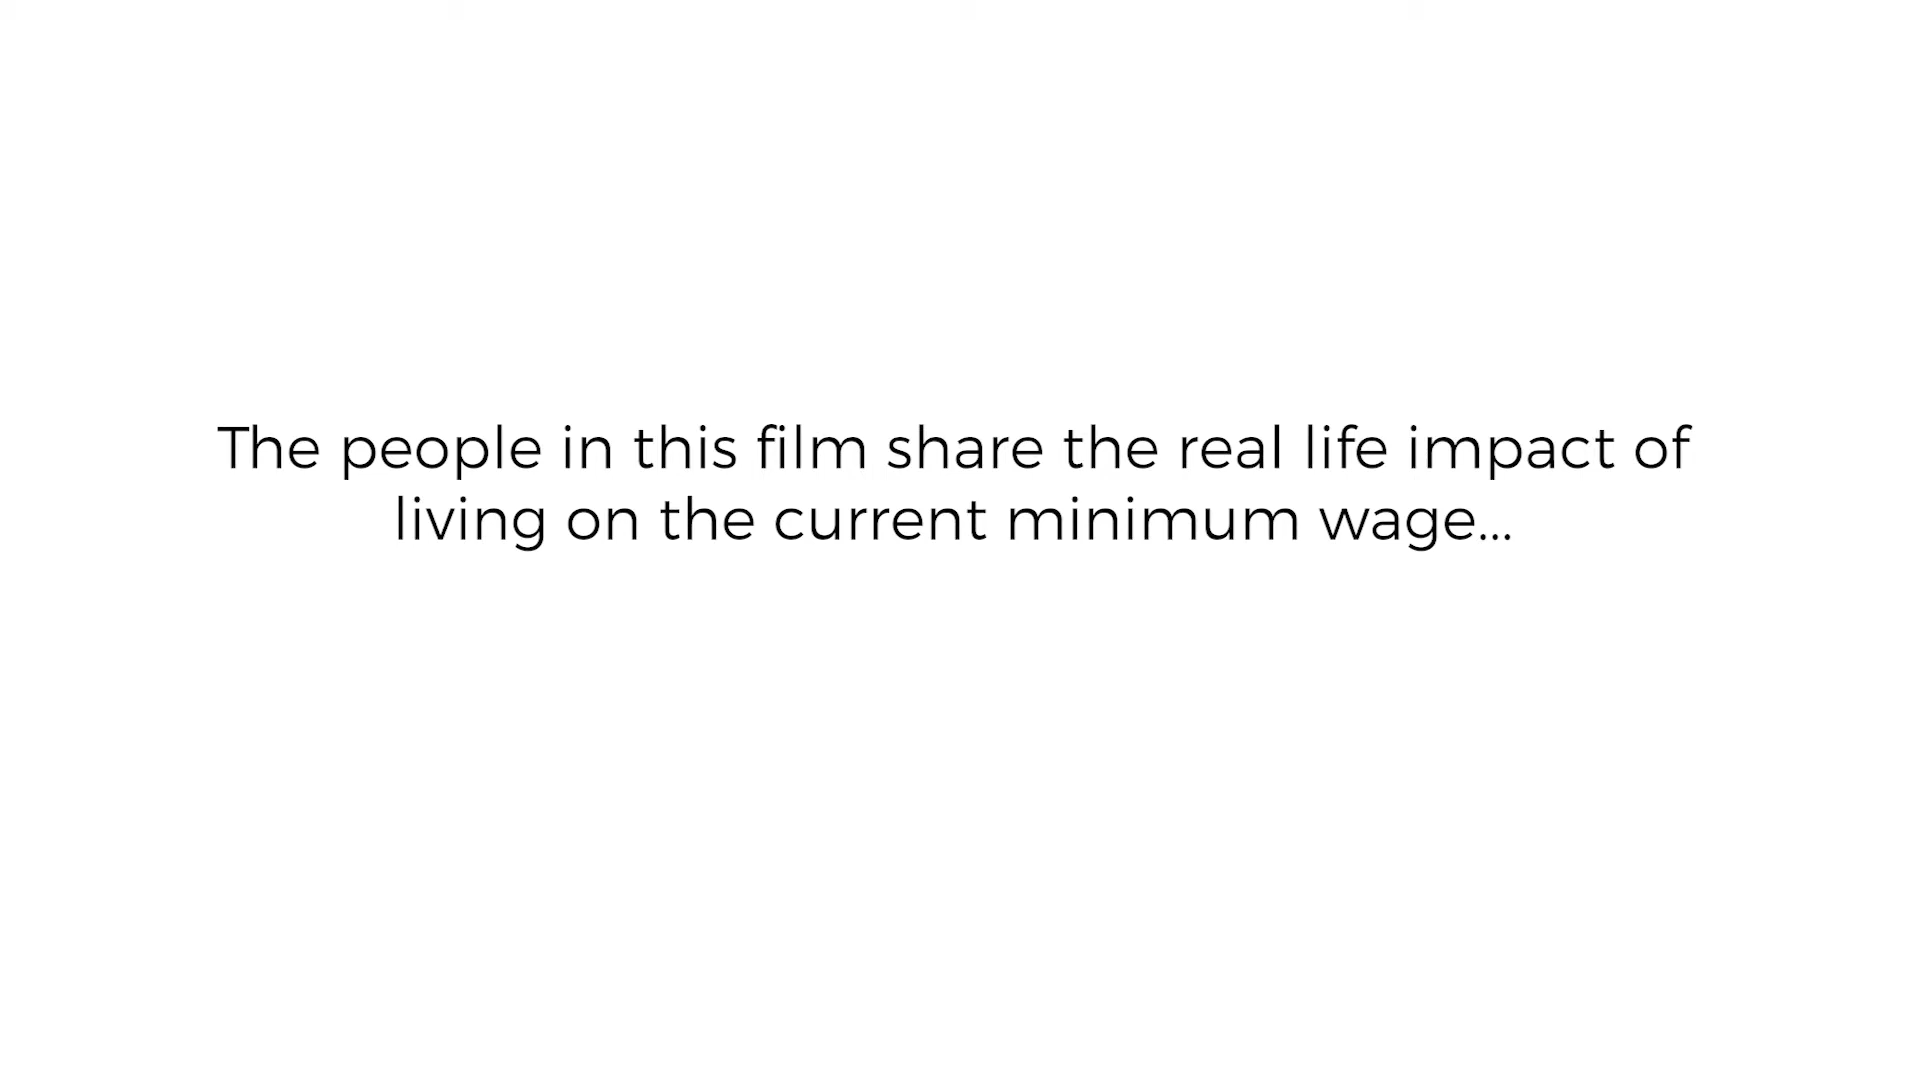 The people in this film share the real life impact of
living on the current minimum wage...